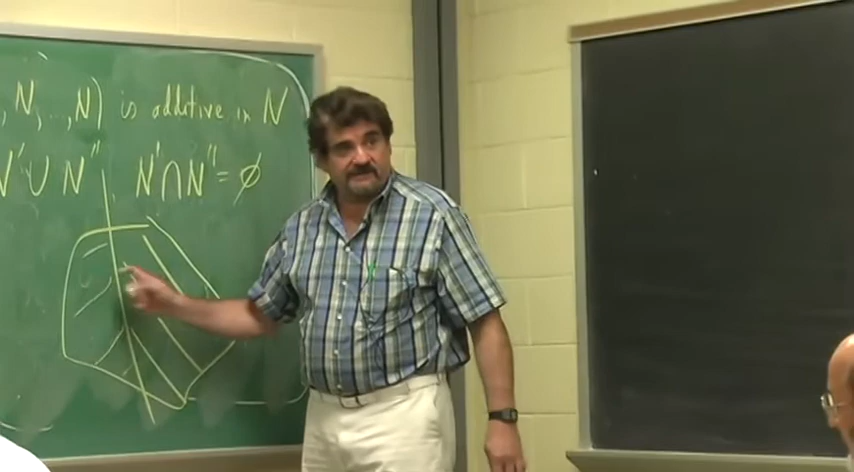 , N, ..., N) is additive in N
N' ∪ N'' N' ∩ N'' = ∅